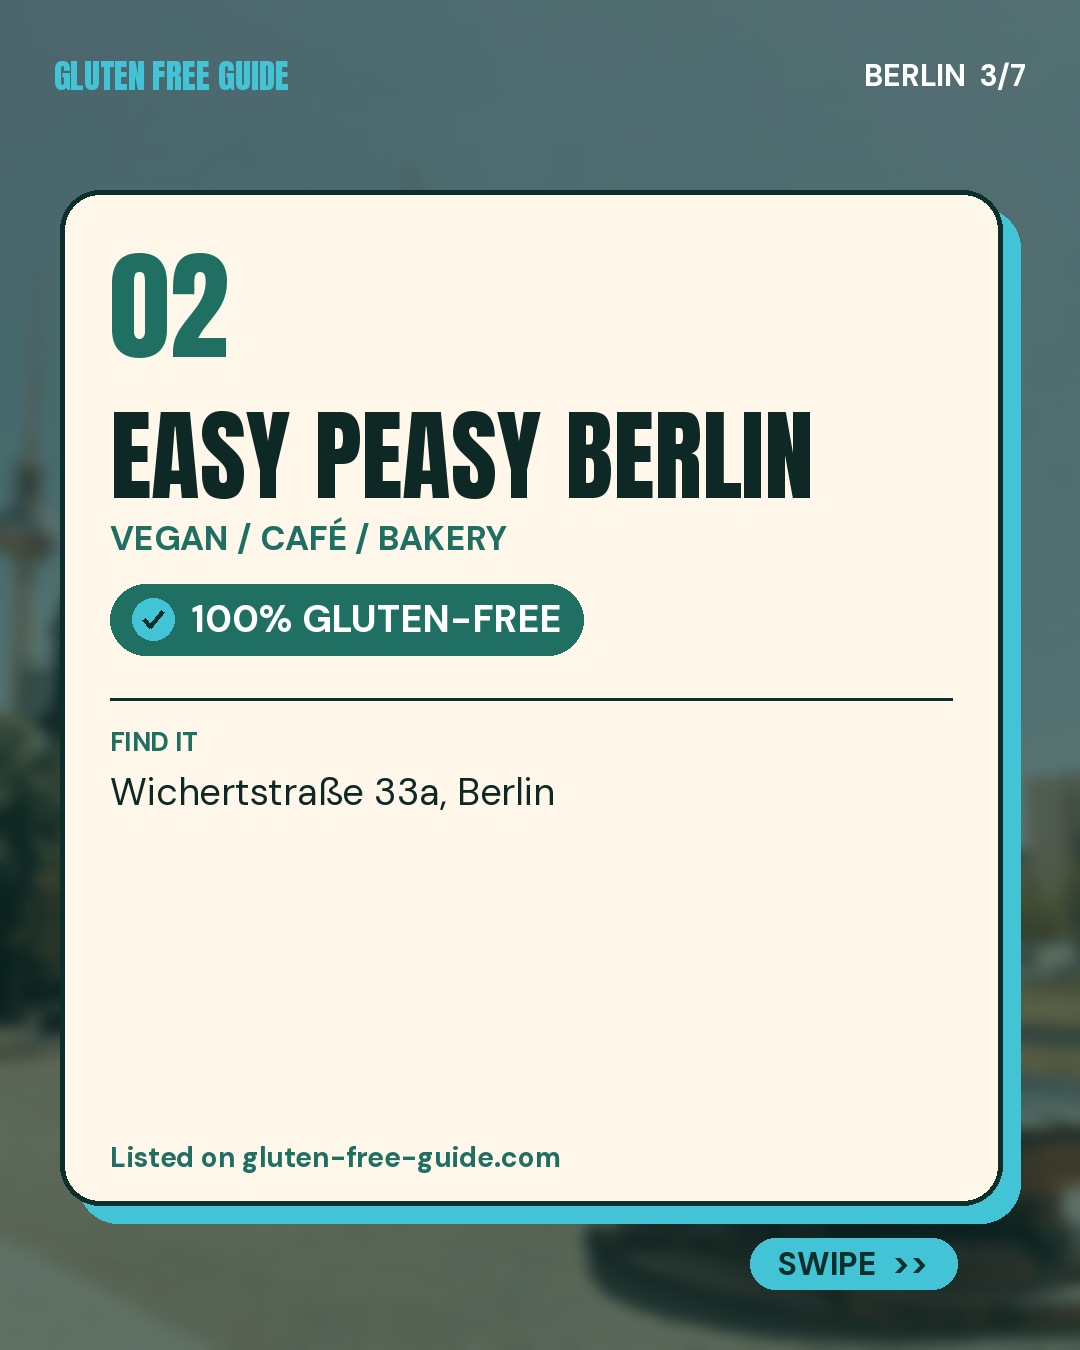 GLUTEN FREE GUIDE
BERLIN 3/7
02
EASY PEASY BERLIN
VEGAN / CAFÉ / BAKERY
100% GLUTEN-FREE
FIND IT
Wichertstraße 33a, Berlin
Listed on gluten-free-guide.com
SWIPE >>